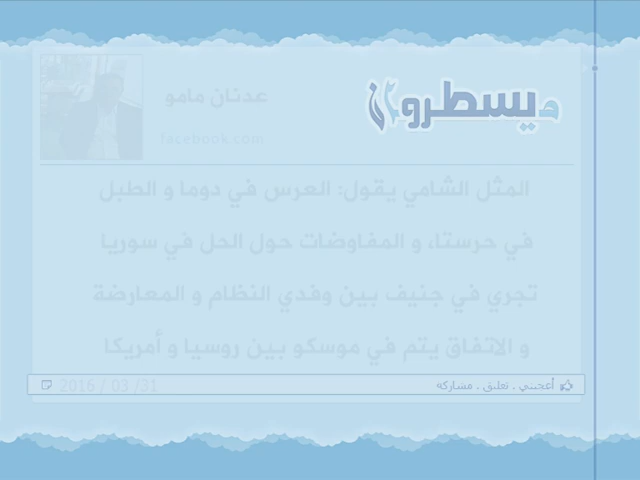 ميسطرون
عدنان مامو
facebook.com
المثل الشامي يقول: العرس في دوما و الطبل
في حرستا، و المفاوضات حول الحل في سوريا
تجري في جنيف بين وفدي النظام و المعارضة
و الاتفاق يتم في موسكو بين روسيا و أمريكا
أعجبني . تعليق . مشاركة
2016 / 03 /31